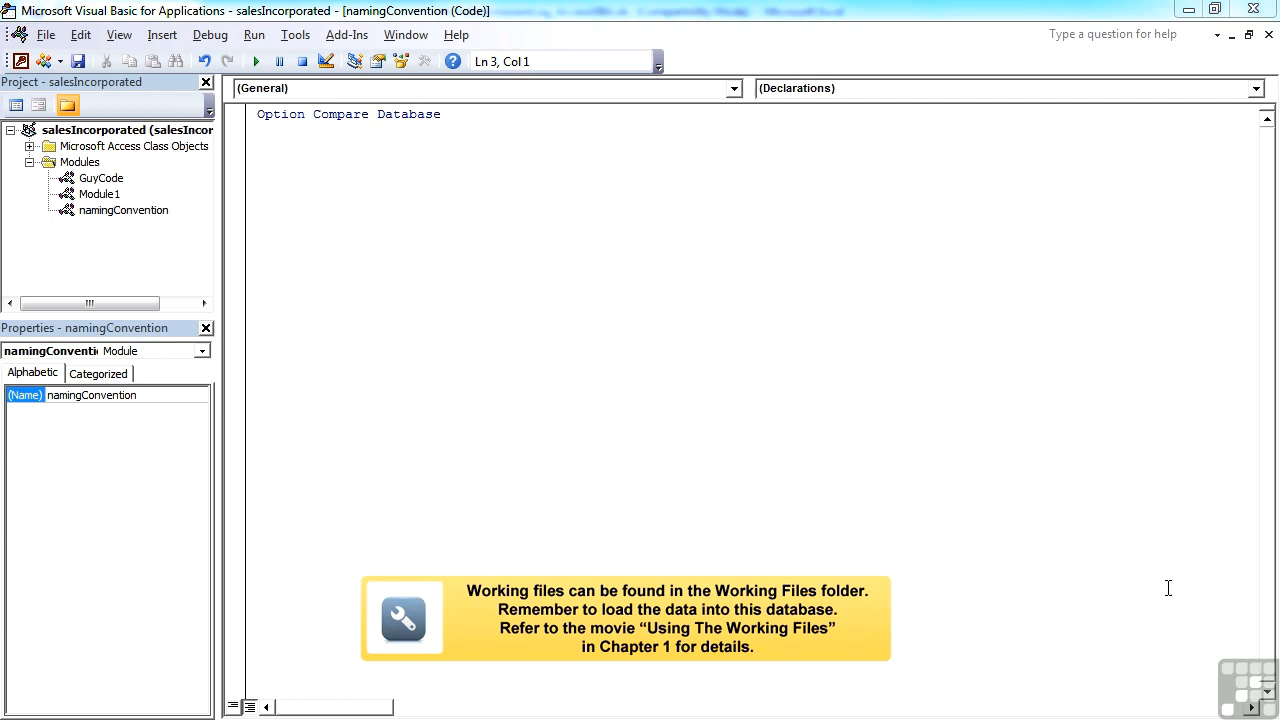 Microsoft Visual Basic for Applications - salesIncorporated - [namingConvention (Code)]
File Edit View Insert Debug Run Tools Add-Ins Window Help Type a question for help
Ln 3, Col 1
Project - salesIncorporated
(General) (Declarations)
salesIncorporated (salesIncor
Microsoft Access Class Objects
Modules
GuyCode
Module1
namingConvention
Option Compare Database
Properties - namingConvention
namingConventi Module
Alphabetic Categorized
(Name) namingConvention
Working files can be found in the Working Files folder.
Remember to load the data into this database.
Refer to the movie “Using The Working Files”
in Chapter 1 for details.